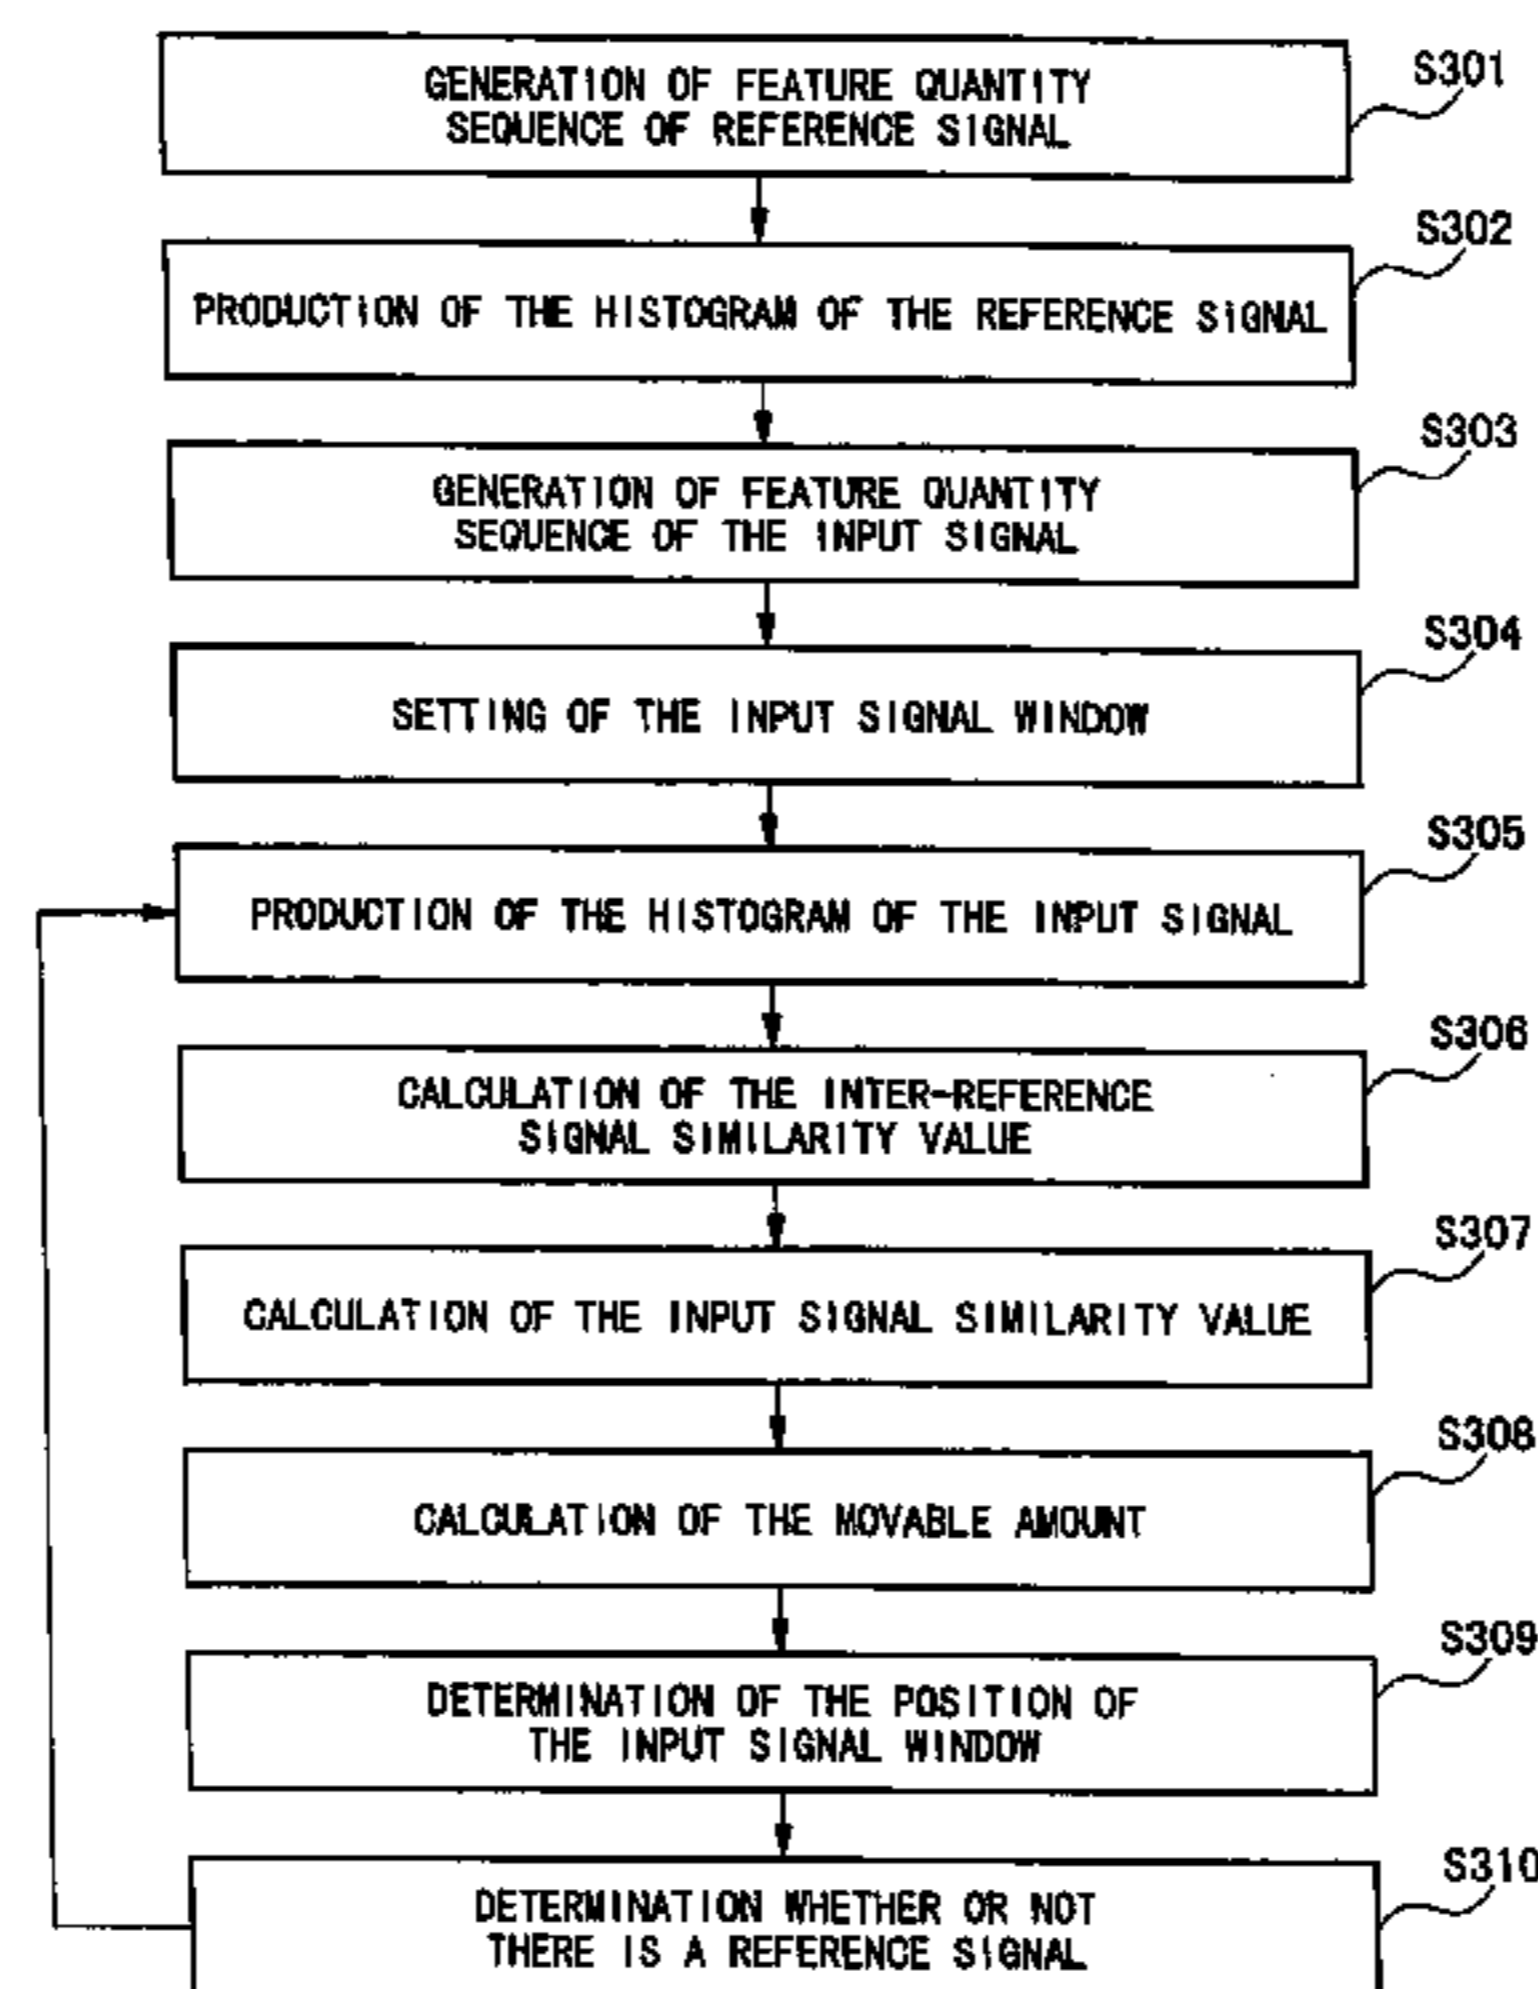 GENERATION OF FEATURE QUANTITY
SEQUENCE OF REFERENCE SIGNAL
S301
PRODUCTION OF THE HISTOGRAM OF THE REFERENCE SIGNAL
S302
GENERATION OF FEATURE QUANTITY
SEQUENCE OF THE INPUT SIGNAL
S303
SETTING OF THE INPUT SIGNAL WINDOW
S304
PRODUCTION OF THE HISTOGRAM OF THE INPUT SIGNAL
S305
CALCULATION OF THE INTER-REFERENCE
SIGNAL SIMILARITY VALUE
S306
CALCULATION OF THE INPUT SIGNAL SIMILARITY VALUE
S307
CALCULATION OF THE MOVABLE AMOUNT
S308
DETERMINATION OF THE POSITION OF
THE INPUT SIGNAL WINDOW
S309
DETERMINATION WHETHER OR NOT
THERE IS A REFERENCE SIGNAL
S310